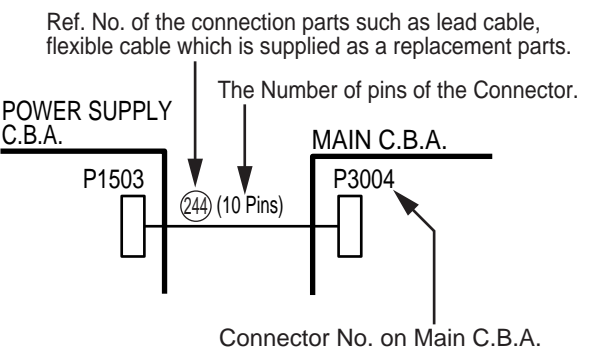 Ref. No. of the connection parts such as lead cable,
flexible cable which is supplied as a replacement parts.
The Number of pins of the Connector.
POWER SUPPLY
C.B.A.
MAIN C.B.A.
P1503
P3004
244 (10 Pins)
Connector No. on Main C.B.A.